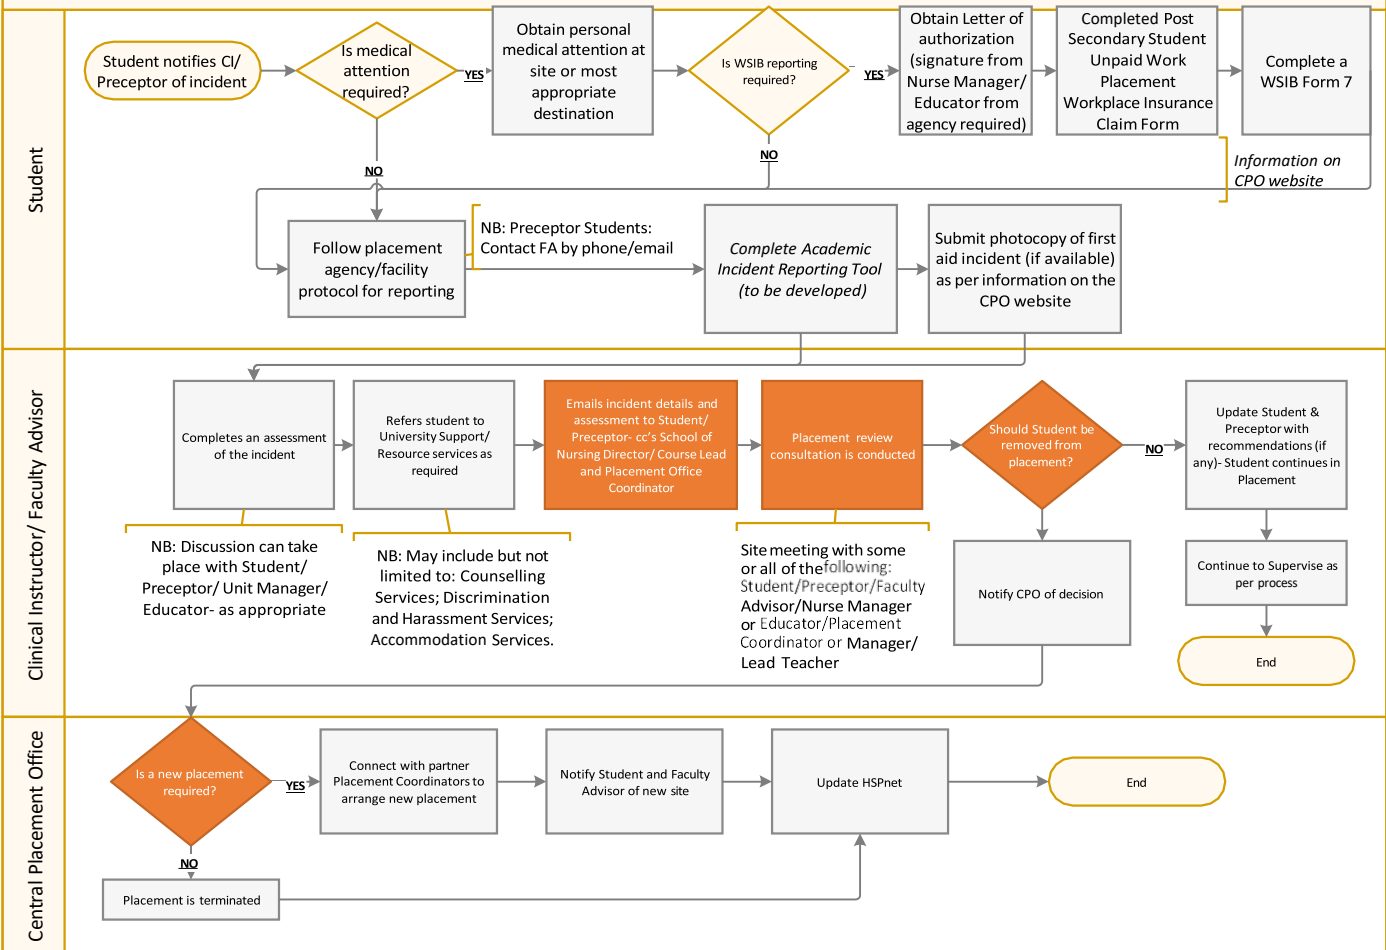 Student
Student notifies CI/
Preceptor of incident
Is medical
attention
required?
YES
NO
Obtain personal
medical attention at
site or most
appropriate
destination
Is WSIB reporting
required?
YES
NO
Obtain Letter of
authorization
(signature from
Nurse Manager/
Educator from
agency required)
Completed Post
Secondary Student
Unpaid Work
Placement
Workplace Insurance
Claim Form
Complete a
WSIB Form 7
Information on
CPO website
Follow placement
agency/facility
protocol for reporting
NB: Preceptor Students:
Contact FA by phone/email
Complete Academic
Incident Reporting Tool
(to be developed)
Submit photocopy of first
aid incident (if available)
as per information on the
CPO website
Clinical Instructor/ Faculty Advisor
Completes an assessment
of the incident
NB: Discussion can take
place with Student/
Preceptor/ Unit Manager/
Educator- as appropriate
Refers student to
University Support/
Resource services as
required
NB: May include but not
limited to: Counselling
Services; Discrimination
and Harassment Services;
Accommodation Services.
Emails incident details and
assessment to Student/
Preceptor- cc's School of
Nursing Director/ Course Lead
and Placement Office
Coordinator
Placement review
consultation is conducted
Site meeting with some
or all of the following:
Student/Preceptor/Faculty
Advisor/Nurse Manager
or Educator/Placement
Coordinator or Manager/
Lead Teacher
Should Student be
removed from
placement?
NO
Update Student &
Preceptor with
recommendations (if
any)- Student continues in
Placement
Notify CPO of decision
Continue to Supervise as
per process
End
Central Placement Office
Is a new placement
required?
YES
NO
Connect with partner
Placement Coordinators to
arrange new placement
Notify Student and Faculty
Advisor of new site
Update HSPnet
End
Placement is terminated